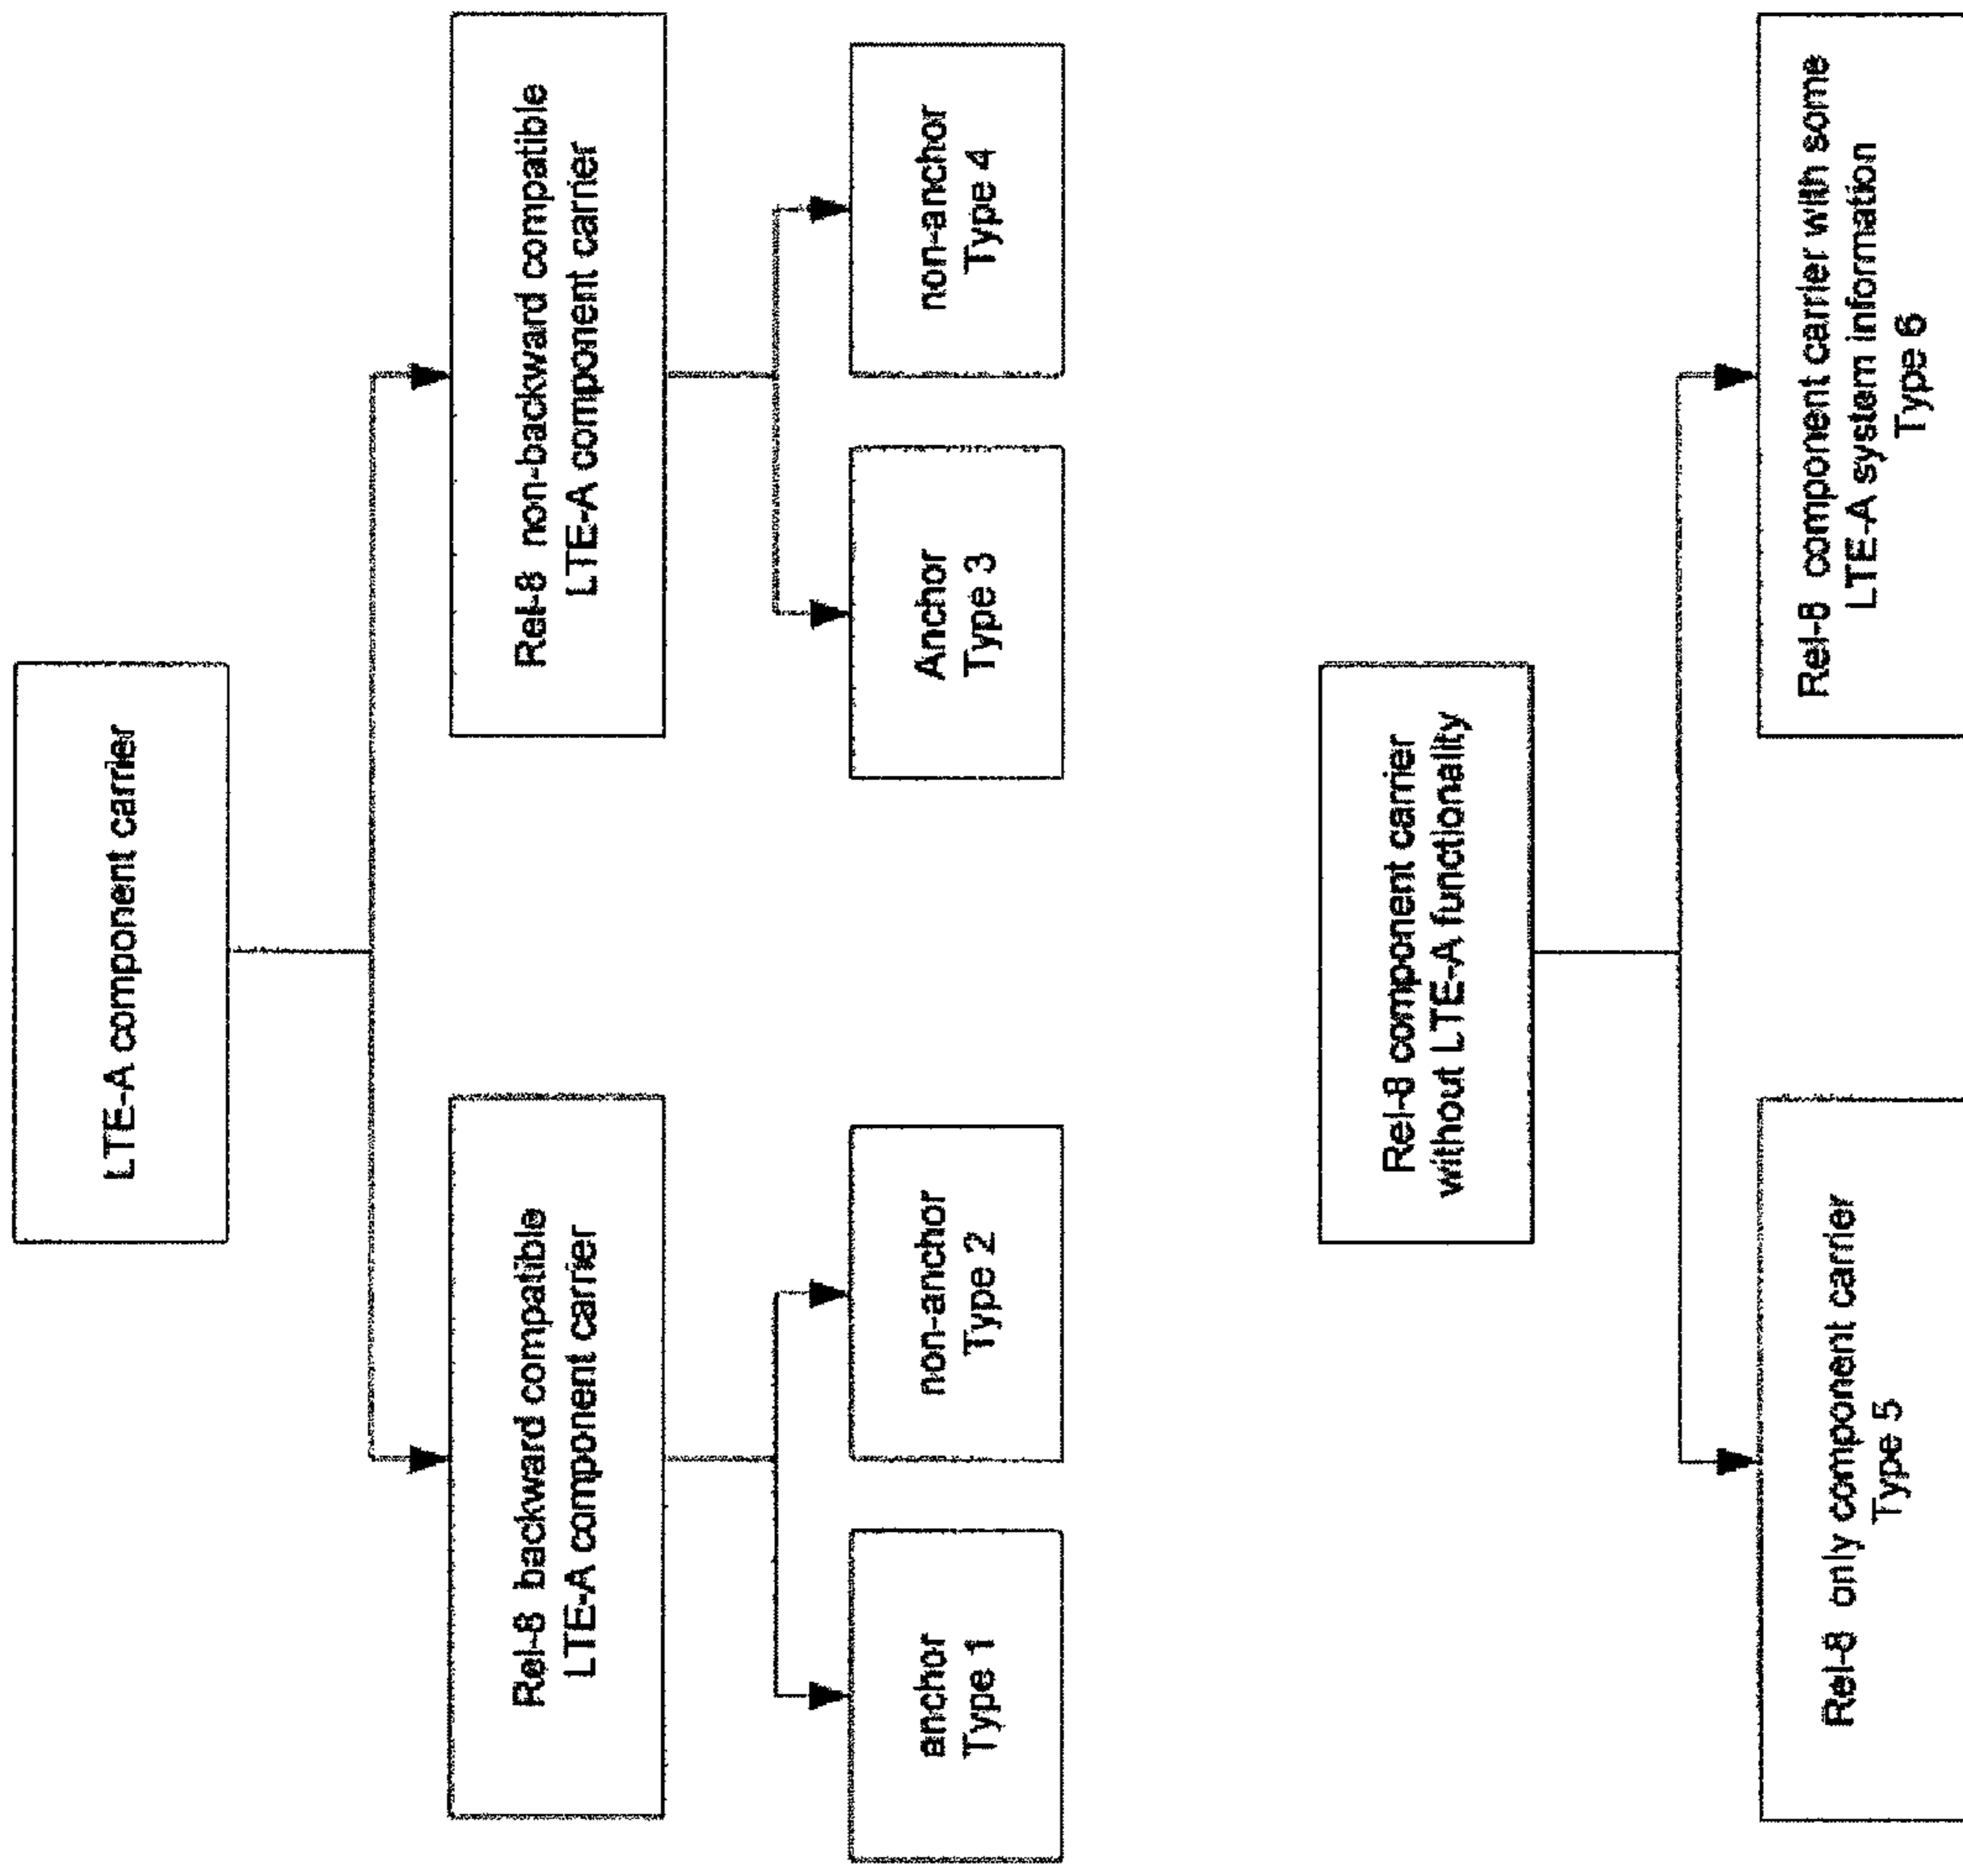 LTE-A component carrier
Rel-8 backward compatible
LTE-A component carrier
Rel-8 non-backward compatible
LTE-A component carrier
anchor
Type 1
non-anchor
Type 2
Anchor
Type 3
non-anchor
Type 4
Rel-8 component carrier
without LTE-A functionality
Rel-8 only component carrier
Type 5
Rel-8 component carrier with some
LTE-A system information
Type 6